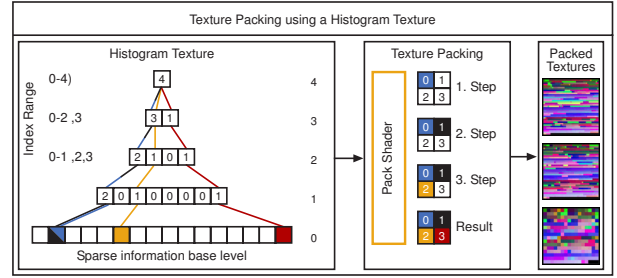 Texture Packing using a Histogram Texture
Histogram Texture
Index Range
0-4)
4
4
0-2 ,3
3 1
3
0-1 ,2,3
2 1 0 1
2
2 0 1 0 0 0 0 1
1
0
Sparse information base level
Texture Packing
Pack Shader
0 1
2 3
1. Step
0 1
2 3
2. Step
0 1
2 3
3. Step
0 1
2 3
Result
Packed
Textures